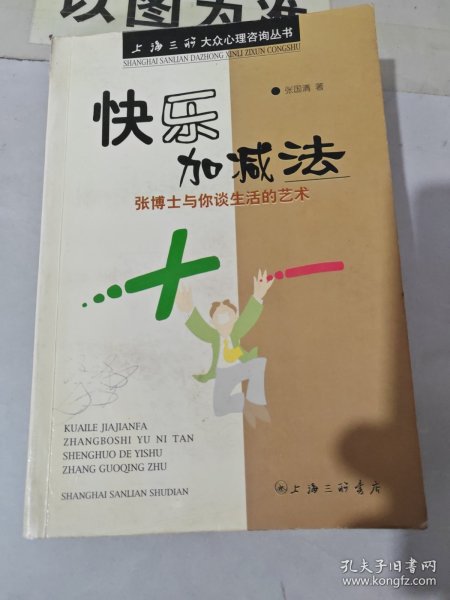 以图为准
上海三联大众心理咨询丛书
SHANGHAI SANLIAN DAZHONG XINLI ZIXUN CONGSHU
张国清 著
快乐
加减法
张博士与你谈生活的艺术
KUAILE JIAJIANFA
ZHANGBOSHI YU NI TAN
SHENGHUO DE YISHU
ZHANG GUOQING ZHU
SHANGHAI SANLIAN SHUDIAN
上海三联书店
孔夫子旧书网
www.kongfz.com